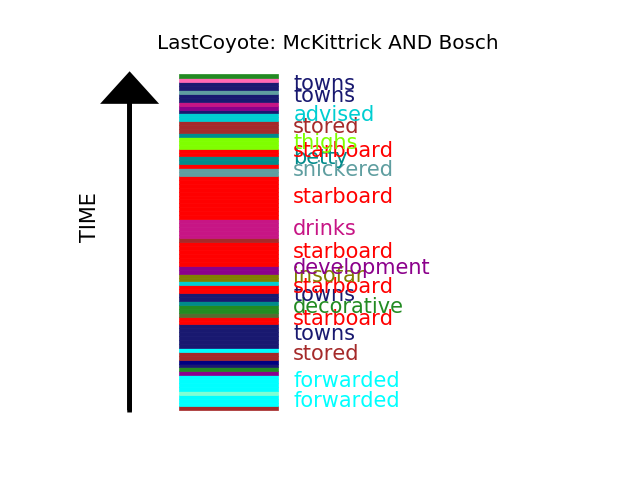 LastCoyote: McKittrick AND Bosch
TIME
towns
towns
advised
stored
thighs
starboard
betty
snickered
starboard
drinks
starboard
development
insofar
starboard
towns
decorative
starboard
towns
stored
forwarded
forwarded